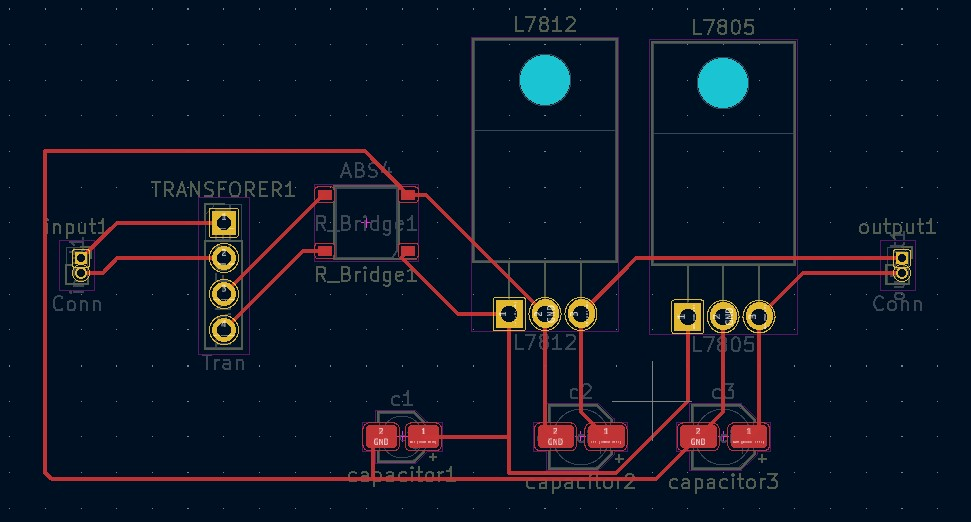 L7812
L7805
ABS4
TRANSFORER1
input1
R_Bridge1
output1
R_Bridge1
Conn
Conn
L7812
L7805
Tran
c1
c2
c3
2
GND
1
2
GND
1
2
GND
1
capacitor1
capacitor2
capacitor3